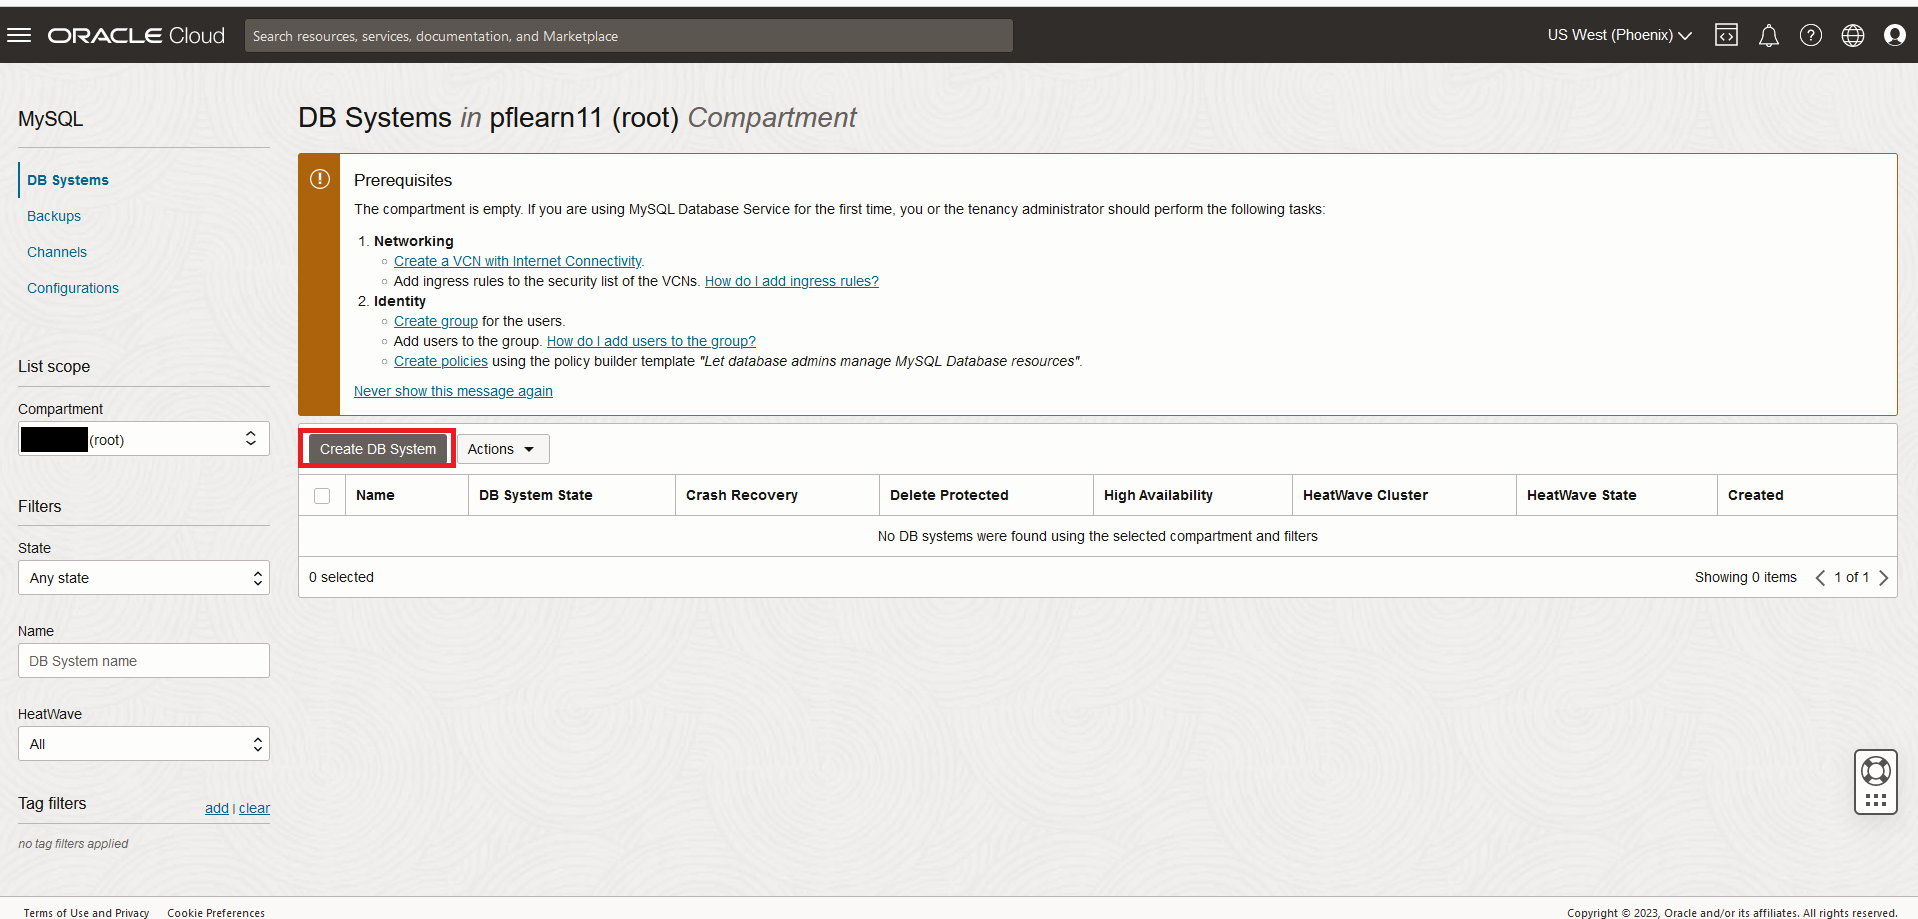 ORACLE Cloud
Search resources, services, documentation, and Marketplace
US West (Phoenix)
MySQL
DB Systems
Backups
Channels
Configurations
List scope
Compartment
(root)
Filters
State
Any state
Name
DB System name
HeatWave
All
Tag filters
add | clear
no tag filters applied
DB Systems in pflearn11 (root) Compartment
Prerequisites
The compartment is empty. If you are using MySQL Database Service for the first time, you or the tenancy administrator should perform the following tasks:
1. Networking
Create a VCN with Internet Connectivity.
Add ingress rules to the security list of the VCNs. How do I add ingress rules?
2. Identity
Create group for the users.
Add users to the group. How do I add users to the group?
Create policies using the policy builder template "Let database admins manage MySQL Database resources".
Never show this message again
Create DB System Actions
Name DB System State Crash Recovery Delete Protected High Availability HeatWave Cluster HeatWave State Created
No DB systems were found using the selected compartment and filters
0 selected Showing 0 items 1 of 1
Terms of Use and Privacy Cookie Preferences Copyright © 2023, Oracle and/or its affiliates. All rights reserved.